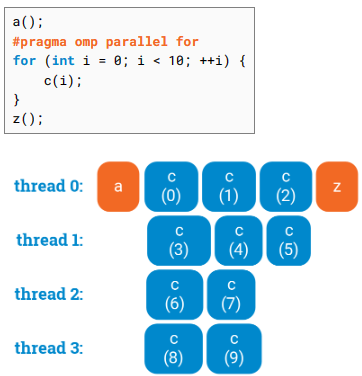 a();
#pragma omp parallel for
for (int i = 0; i < 10; ++i) {
    c(i);
}
z();
thread 0: a c (0) c (1) c (2) z
thread 1: c (3) c (4) c (5)
thread 2: c (6) c (7)
thread 3: c (8) c (9)